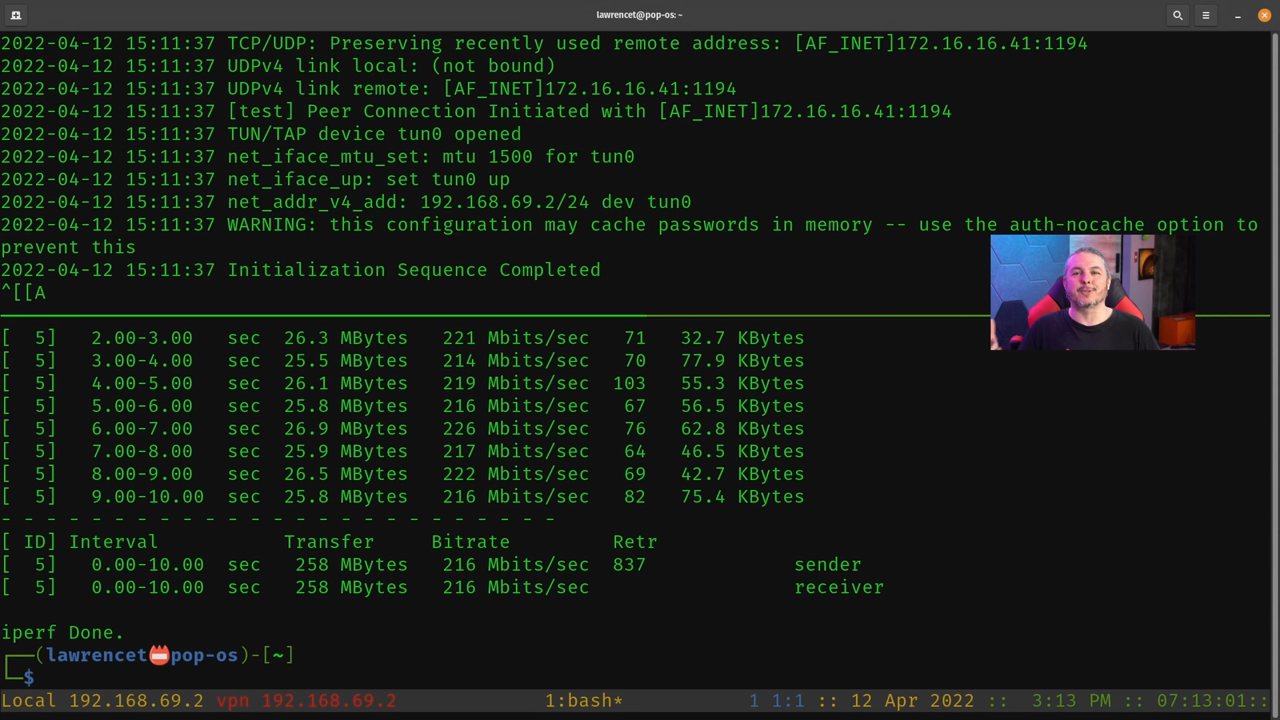 lawrencet@pop-os: ~
2022-04-12 15:11:37 TCP/UDP: Preserving recently used remote address: [AF_INET]172.16.16.41:1194
2022-04-12 15:11:37 UDPv4 link local: (not bound)
2022-04-12 15:11:37 UDPv4 link remote: [AF_INET]172.16.16.41:1194
2022-04-12 15:11:37 [test] Peer Connection Initiated with [AF_INET]172.16.16.41:1194
2022-04-12 15:11:37 TUN/TAP device tun0 opened
2022-04-12 15:11:37 net_iface_mtu_set: mtu 1500 for tun0
2022-04-12 15:11:37 net_iface_up: set tun0 up
2022-04-12 15:11:37 net_addr_v4_add: 192.168.69.2/24 dev tun0
2022-04-12 15:11:37 WARNING: this configuration may cache passwords in memory -- use the auth-nocache option to
prevent this
2022-04-12 15:11:37 Initialization Sequence Completed
^[[A
[  5]   2.00-3.00   sec  26.3 MBytes   221 Mbits/sec   71   32.7 KBytes
[  5]   3.00-4.00   sec  25.5 MBytes   214 Mbits/sec   70   77.9 KBytes
[  5]   4.00-5.00   sec  26.1 MBytes   219 Mbits/sec  103   55.3 KBytes
[  5]   5.00-6.00   sec  25.8 MBytes   216 Mbits/sec   67   56.5 KBytes
[  5]   6.00-7.00   sec  26.9 MBytes   226 Mbits/sec   76   62.8 KBytes
[  5]   7.00-8.00   sec  25.9 MBytes   217 Mbits/sec   64   46.5 KBytes
[  5]   8.00-9.00   sec  26.5 MBytes   222 Mbits/sec   69   42.7 KBytes
[  5]   9.00-10.00  sec  25.8 MBytes   216 Mbits/sec   82   75.4 KBytes
- - - - - - - - - - - - - - - - - - - - - - - - -
[ ID] Interval           Transfer     Bitrate         Retr
[  5]   0.00-10.00  sec   258 MBytes   216 Mbits/sec  837             sender
[  5]   0.00-10.00  sec   258 MBytes   216 Mbits/sec                  receiver
iperf Done.
┌──(lawrencet📛pop-os)-[~]
└─$
Local 192.168.69.2 vpn 192.168.69.2 1:bash* 1 1:1 :: 12 Apr 2022 :: 3:13 PM :: 07:13:01::